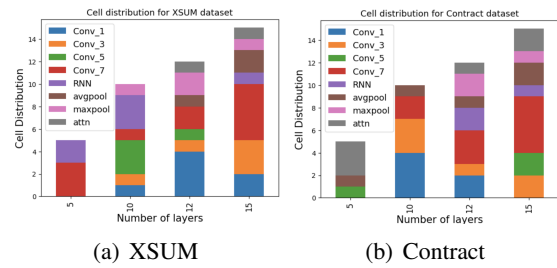 Cell distribution for XSUM dataset
Cell Distribution
14
12
10
8
6
4
2
0
Conv_1
Conv_3
Conv_5
Conv_7
RNN
avgpool
maxpool
attn
5
10
12
15
Number of layers
(a) XSUM
Cell distribution for Contract dataset
Cell Distribution
14
12
10
8
6
4
2
0
Conv_1
Conv_3
Conv_5
Conv_7
RNN
avgpool
maxpool
attn
5
10
12
15
Number of layers
(b) Contract